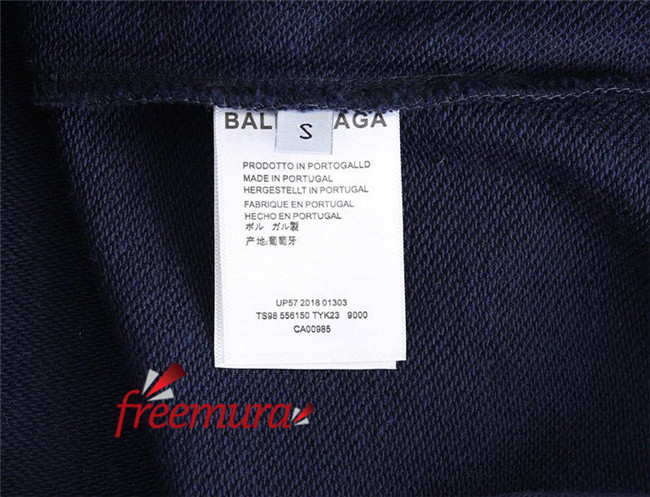 BAL S AGA
PRODOTTO IN PORTOGALLD
MADE IN PORTUGAL
HERGESTELLT IN PORTUGAL
FABRIQUE EN PORTUGAL
HECHO EN PORTUGAL
ポル ガル製
产地:葡萄牙
UP57 2018 01303
TS98 556150 TYK23 9000
CA00985
freemura